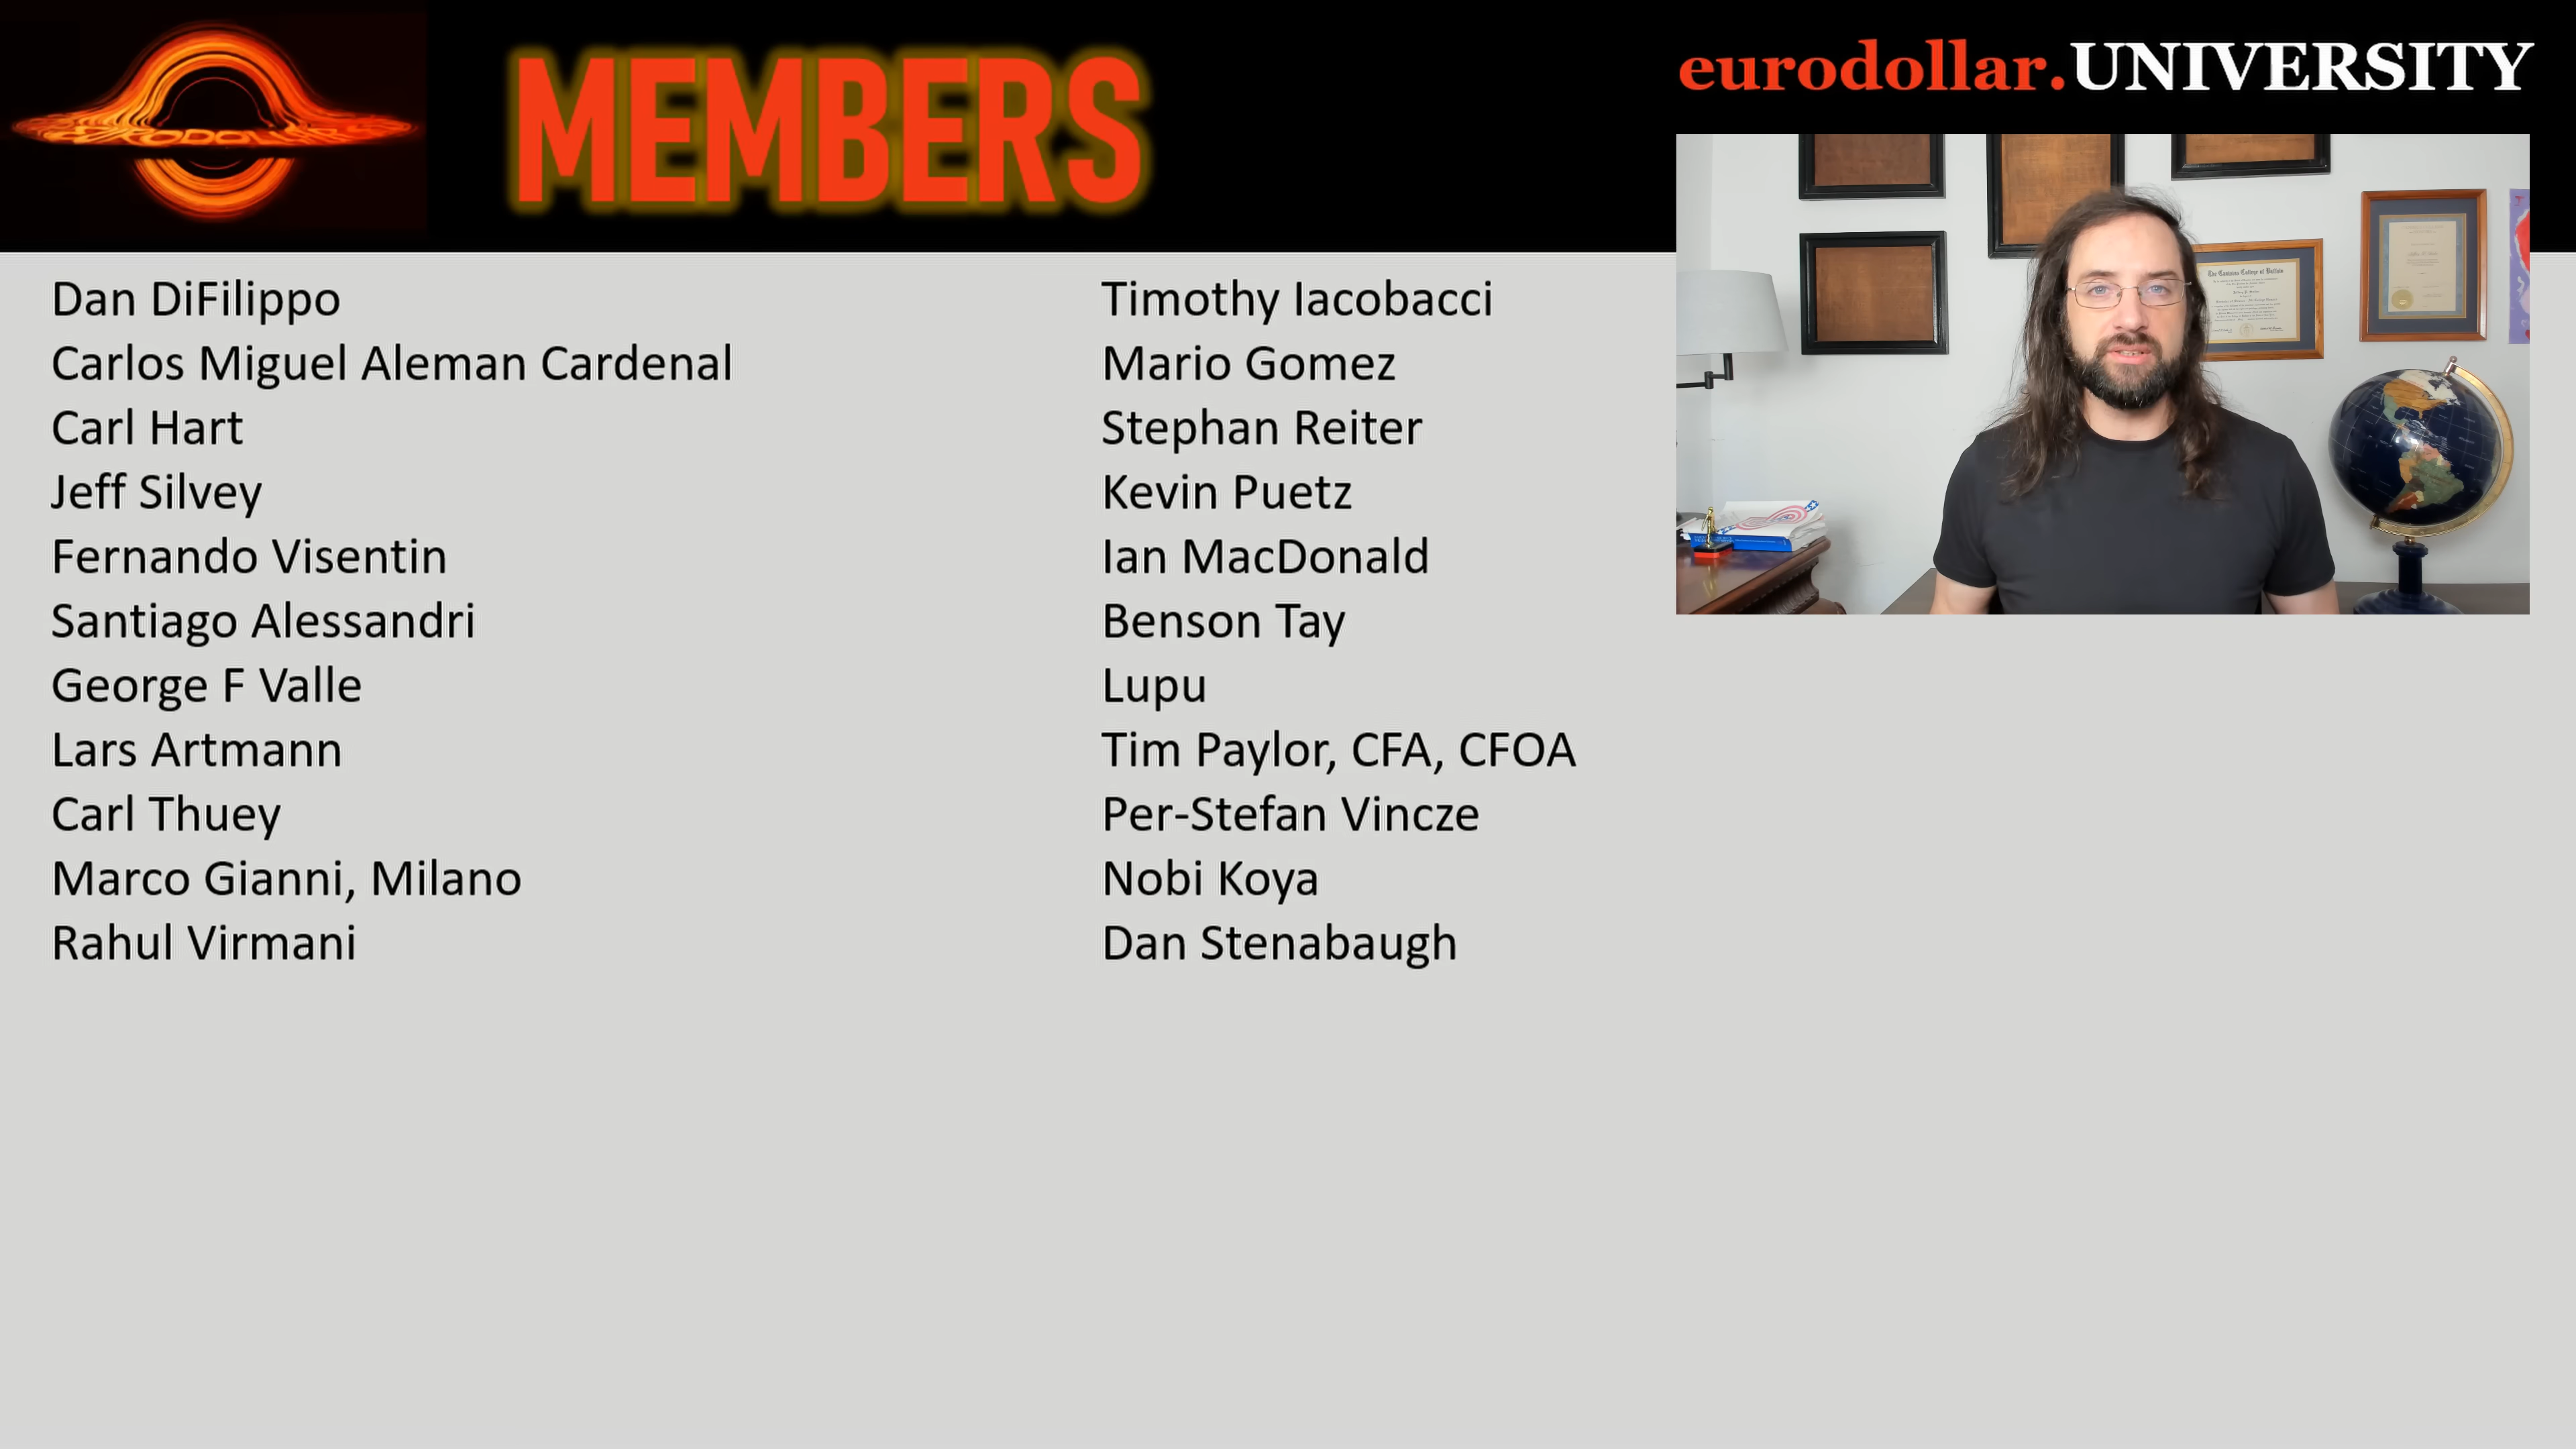 MEMBERS
eurodollar.UNIVERSITY
Dan DiFilippo
Carlos Miguel Aleman Cardenal
Carl Hart
Jeff Silvey
Fernando Visentin
Santiago Alessandri
George F Valle
Lars Artmann
Carl Thuey
Marco Gianni, Milano
Rahul Virmani
Timothy Iacobacci
Mario Gomez
Stephan Reiter
Kevin Puetz
Ian MacDonald
Benson Tay
Lupu
Tim Paylor, CFA, CFOA
Per-Stefan Vincze
Nobi Koya
Dan Stenabaugh